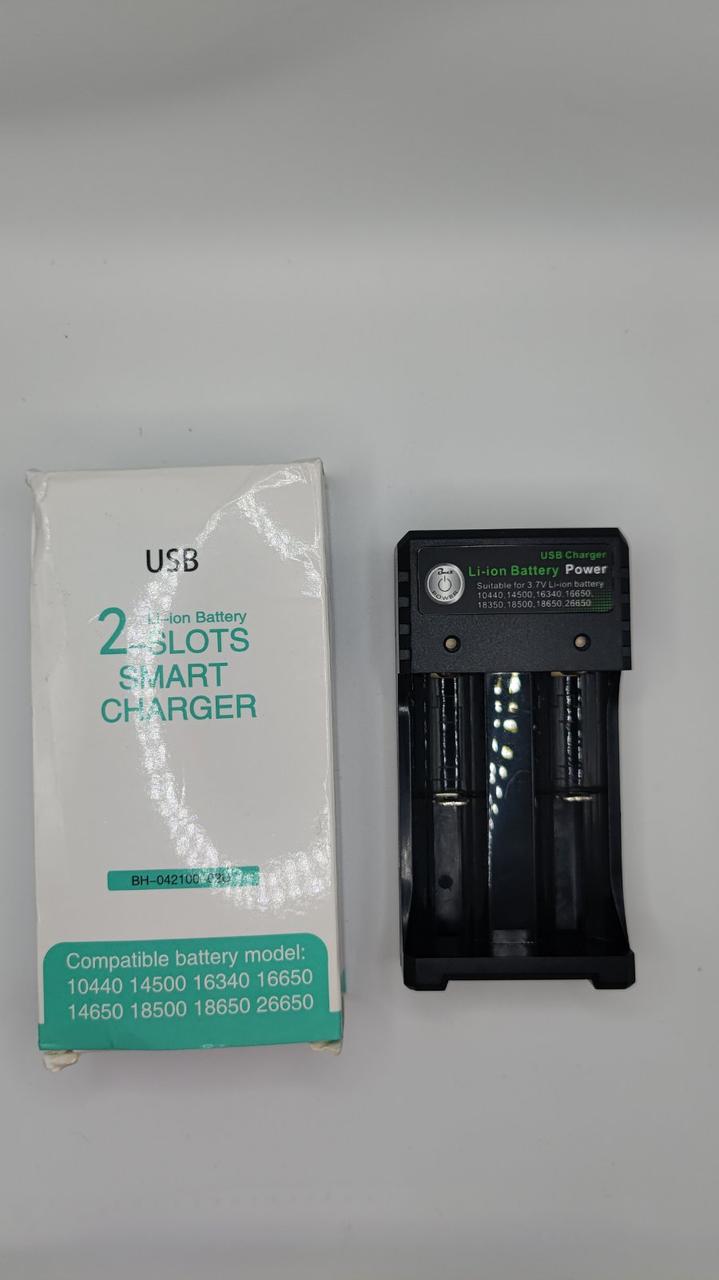 USB
Li-ion Battery
2-SLOTS
SMART
CHARGER
Compatible battery model:
10440 14500 16340 16650
14650 18500 18650 26650
USB Charger
Li-ion Battery Power
POWER
Suitable for 3.7V Li-ion battery
10440,14500,16340,16650,
18350,18500,18650,26650